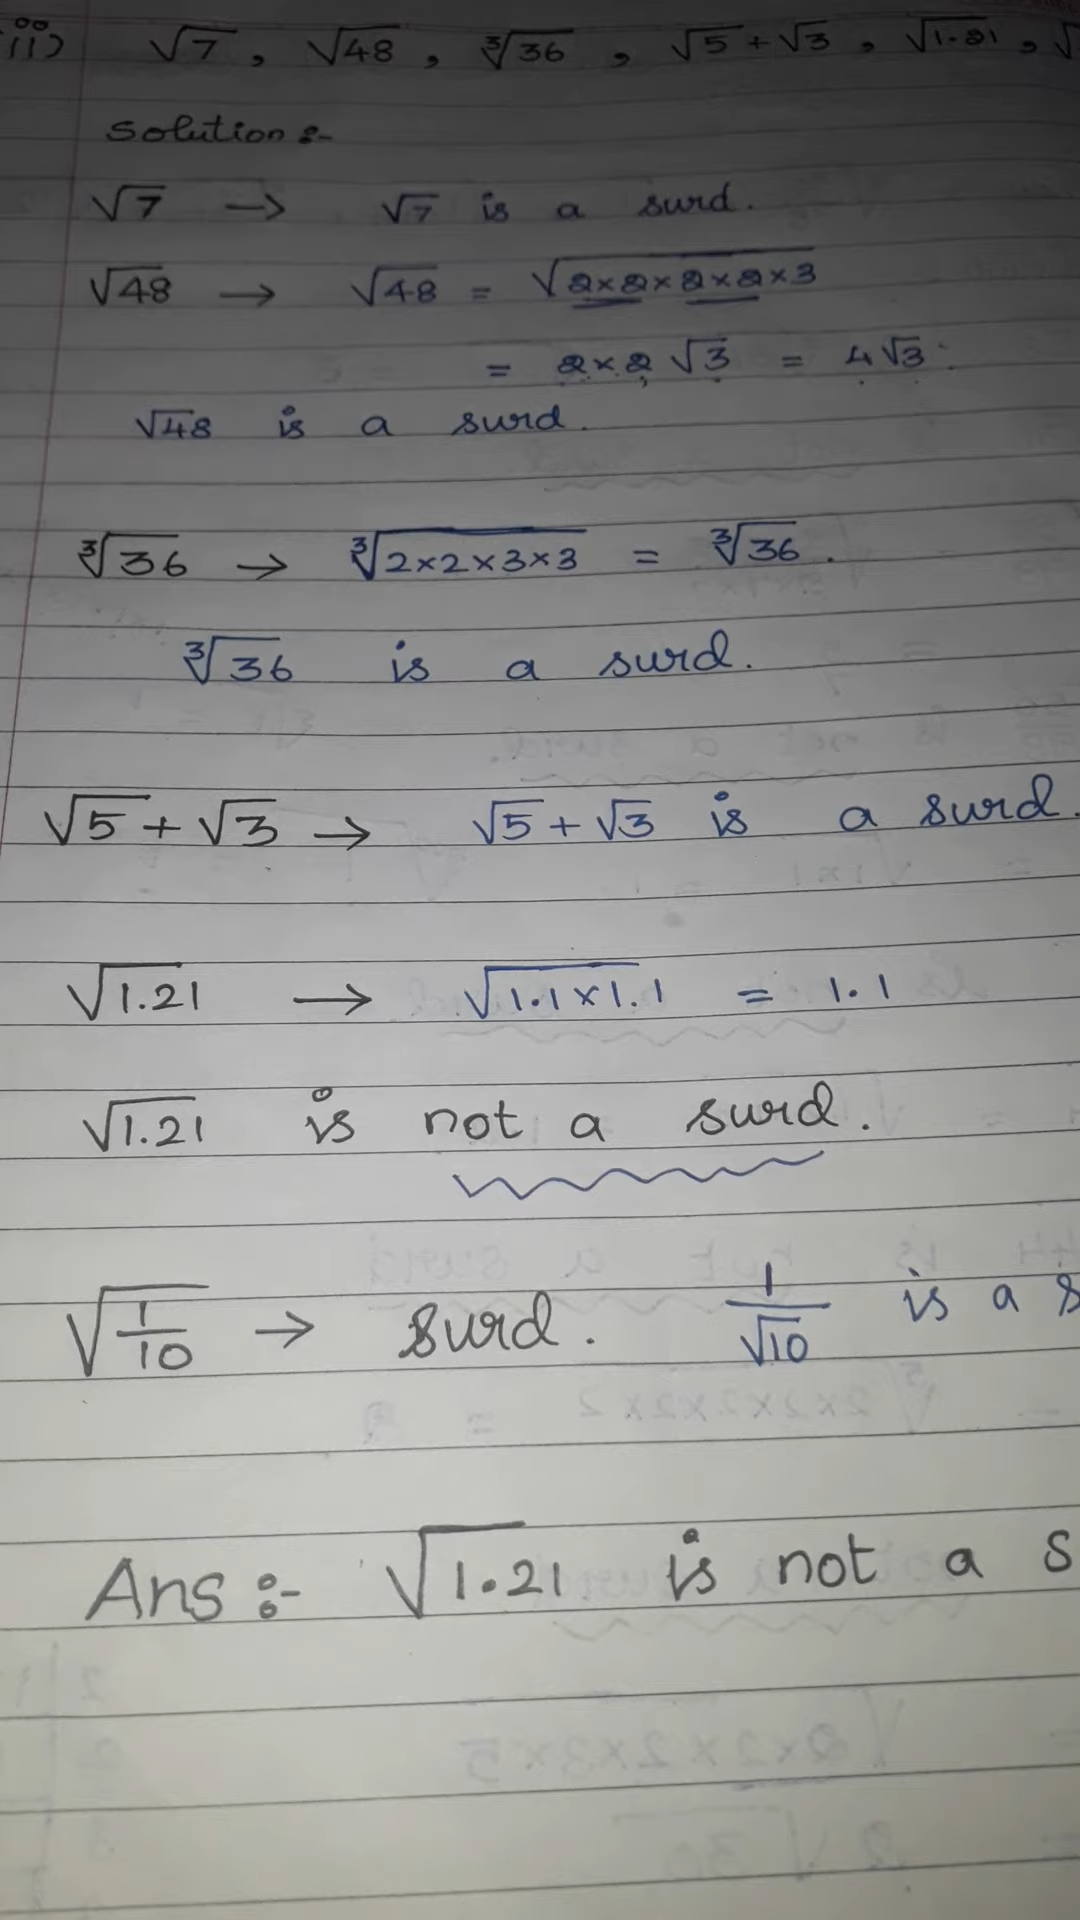 iii) √7 , √48 , ∛36 , √5 + √3 , √1.21 , √
Solution :-
√7 → √7 is a surd.
√48 → √48 = √2×2×2×2×3
= 2×2 √3 = 4√3.
√48 is a surd.
∛36 → ∛2×2×3×3 = ∛36 .
∛36 is a surd.
√5 + √3 → √5 + √3 is a surd.
√1.21 → √1.1×1.1 = 1.1
√1.21 is not a surd.
√1/10 → surd. 1/√10 is a s
Ans :- √1.21 is not a s